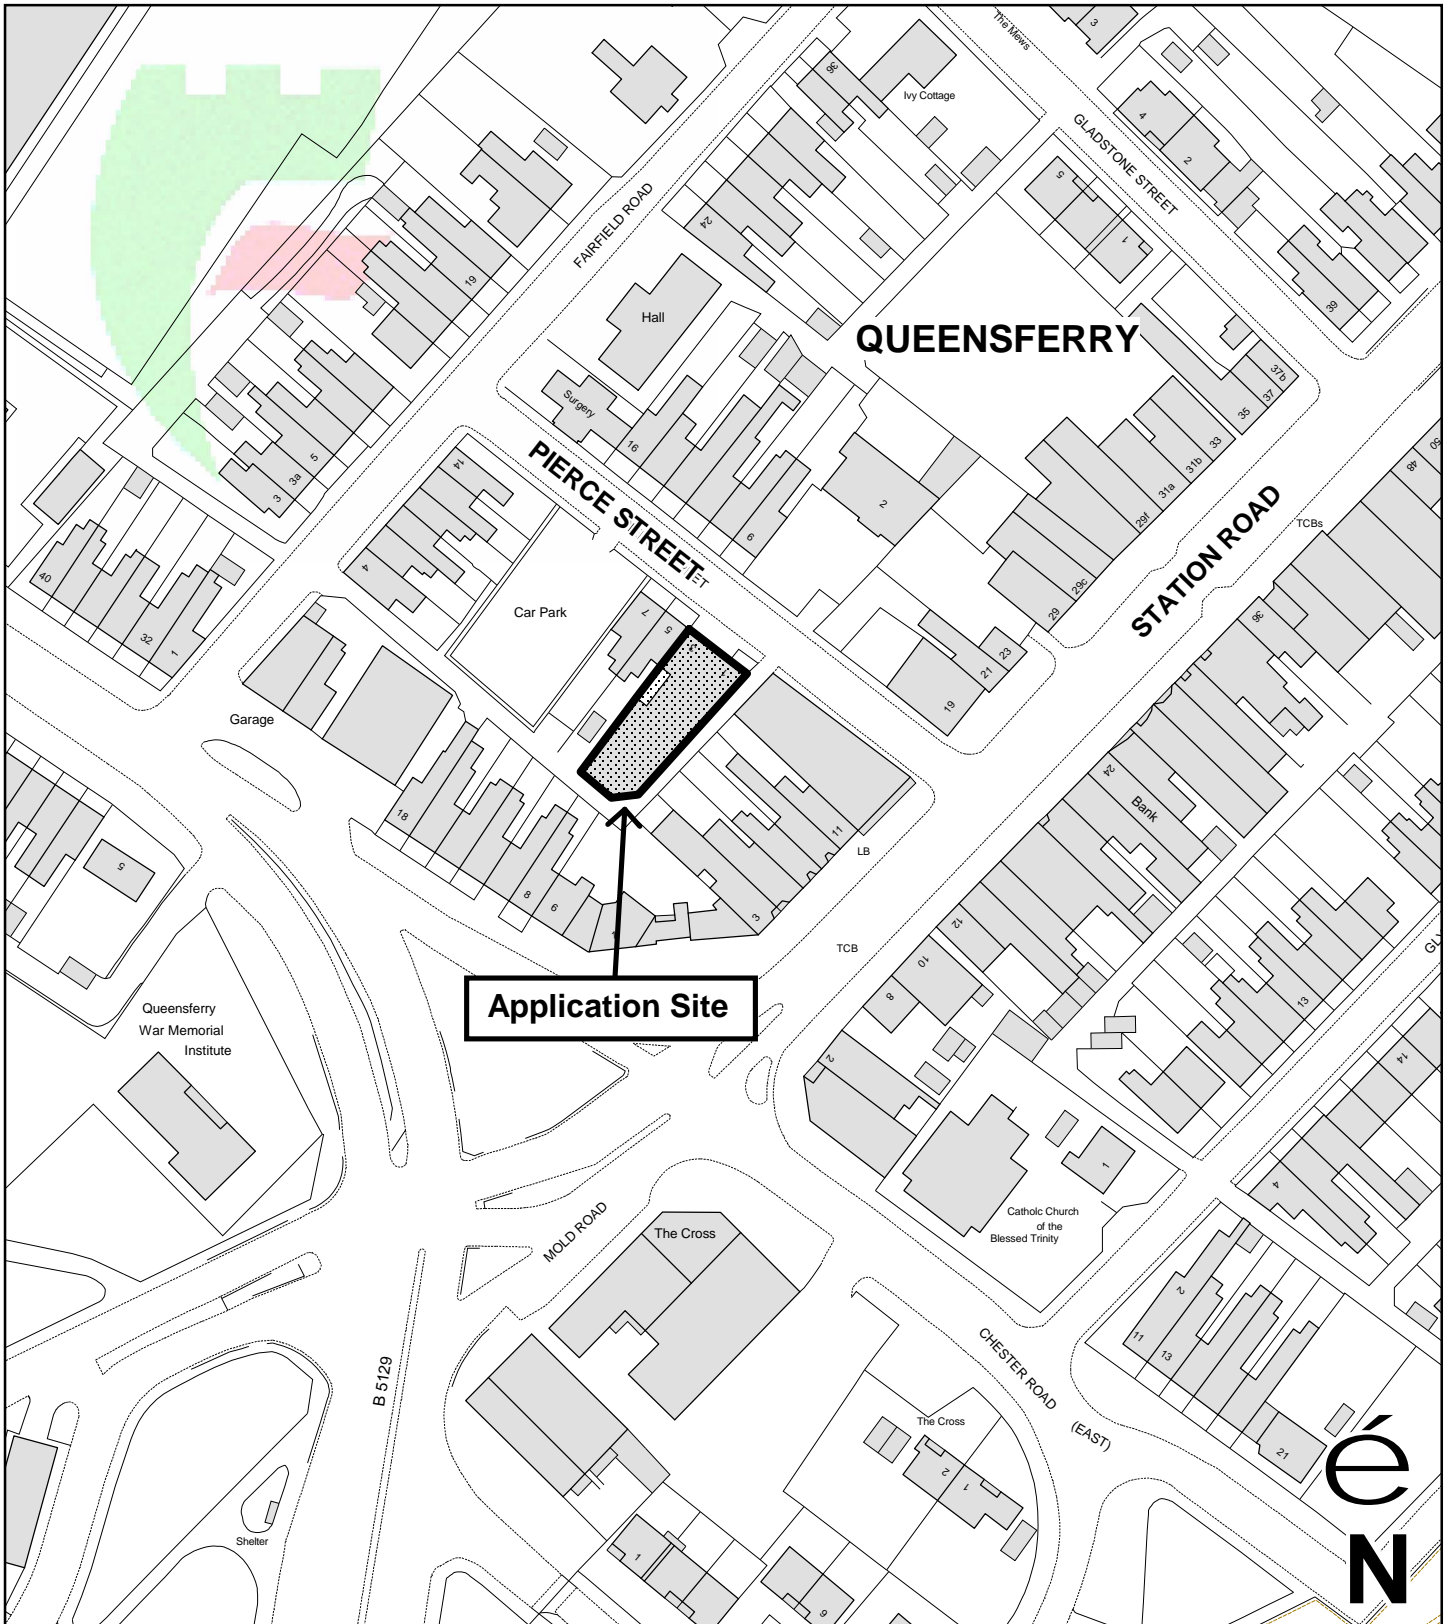 The Mews
3
36
Ivy Cottage
GLADSTONE STREET
4
2
5
1
FAIRFIELD ROAD
24
19
39
Hall
QUEENSFERRY
37b
37
35
33
31b
31a
29f
29c
29
Surgery
16
6
2
PIERCE STREET
ET
STATION ROAD
TCBs
50
48
36
14
4
Car Park
7
5
3
1
5
3a
3
40
32
1
23
21
19
Garage
24
Bank
18
8
6
11
LB
3
TCB
12
10
8
2
13
GL
14
5
Application Site
Queensferry
War Memorial
Institute
Catholc Church
of the
Blessed Trinity
1
4
MOLD ROAD
The Cross
2
11
13
21
CHESTER ROAD
(EAST)
B 5129
The Cross
2
1
Shelter
1
9
é
N